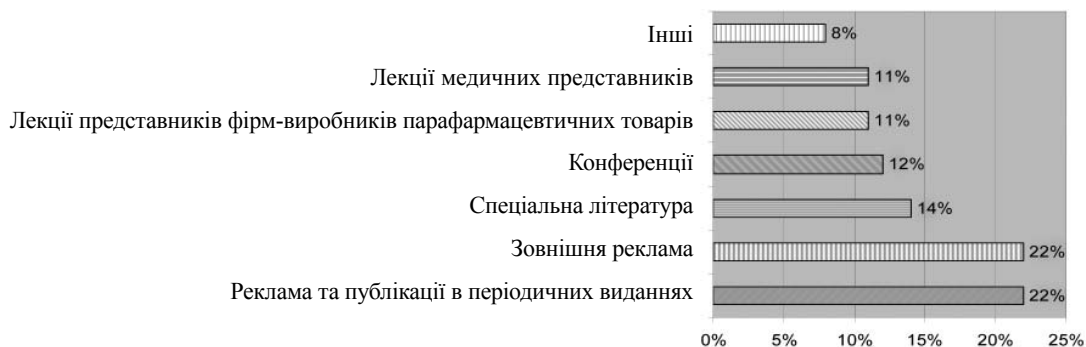 Інші 8%
Лекції медичних представників 11%
Лекції представників фірм-виробників парафармацевтичних товарів 11%
Конференції 12%
Спеціальна література 14%
Зовнішня реклама 22%
Реклама та публікації в періодичних виданнях 22%
0% 5% 10% 15% 20% 25%